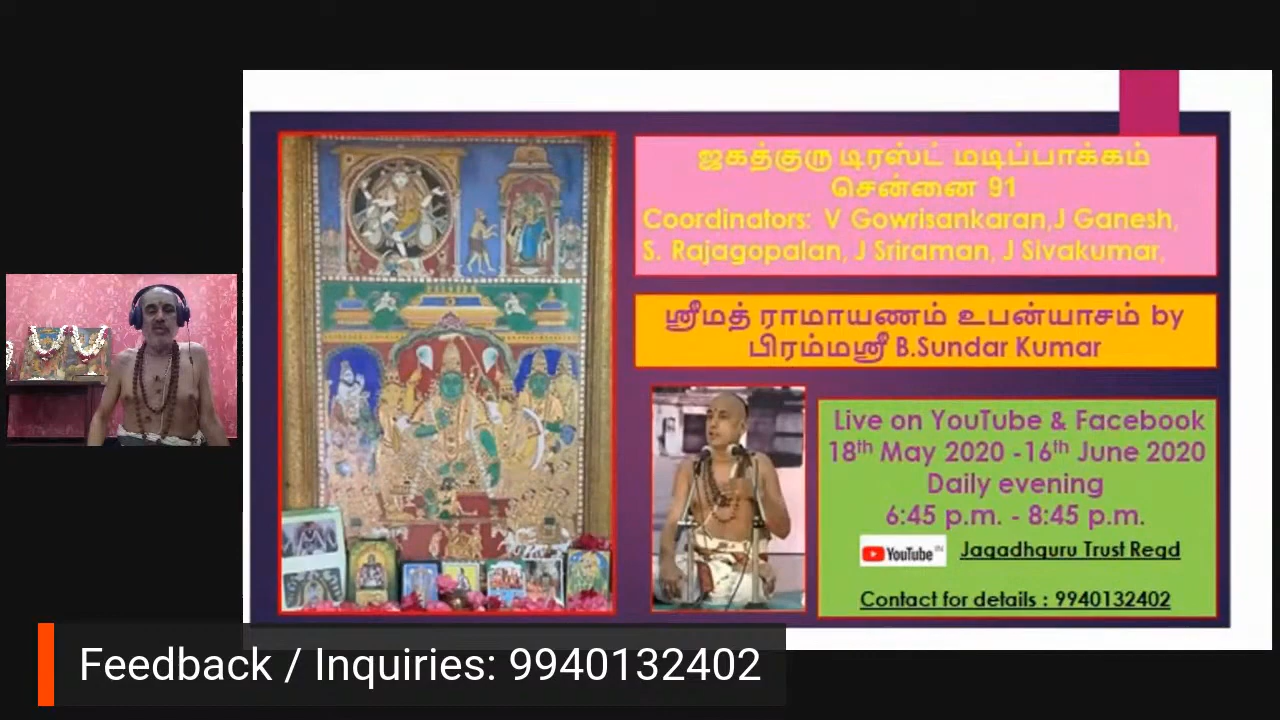 ஜகத்குரு டிரஸ்ட் மடிப்பாக்கம்
சென்னை 91
Coordinators: V Gowrisankaran,J Ganesh,
S. Rajagopalan, J Sriraman, J Sivakumar,
ஸ்ரீமத் ராமாயணம் உபன்யாசம் by
பிரம்மஸ்ரீ B.Sundar Kumar
Live on YouTube & Facebook
18th May 2020 -16th June 2020
Daily evening
6:45 p.m. - 8:45 p.m.
YouTube IN Jagadhguru Trust Regd
Contact for details : 9940132402
Feedback / Inquiries: 9940132402